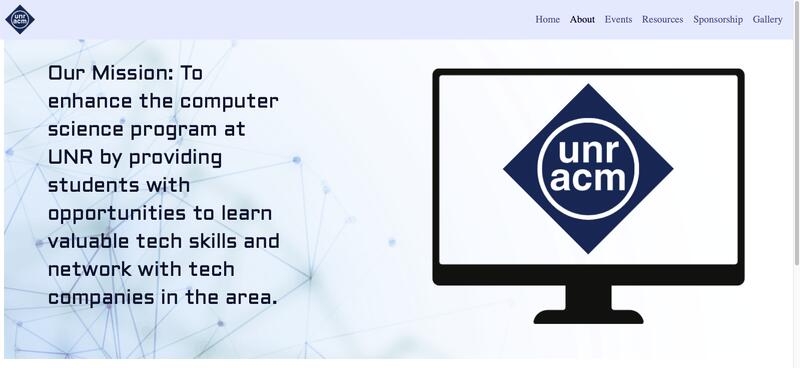 unr
acm
Home About Events Resources Sponsorship Gallery
Our Mission: To
enhance the computer
science program at
UNR by providing
students with
opportunities to learn
valuable tech skills and
network with tech
companies in the area.
unr
acm